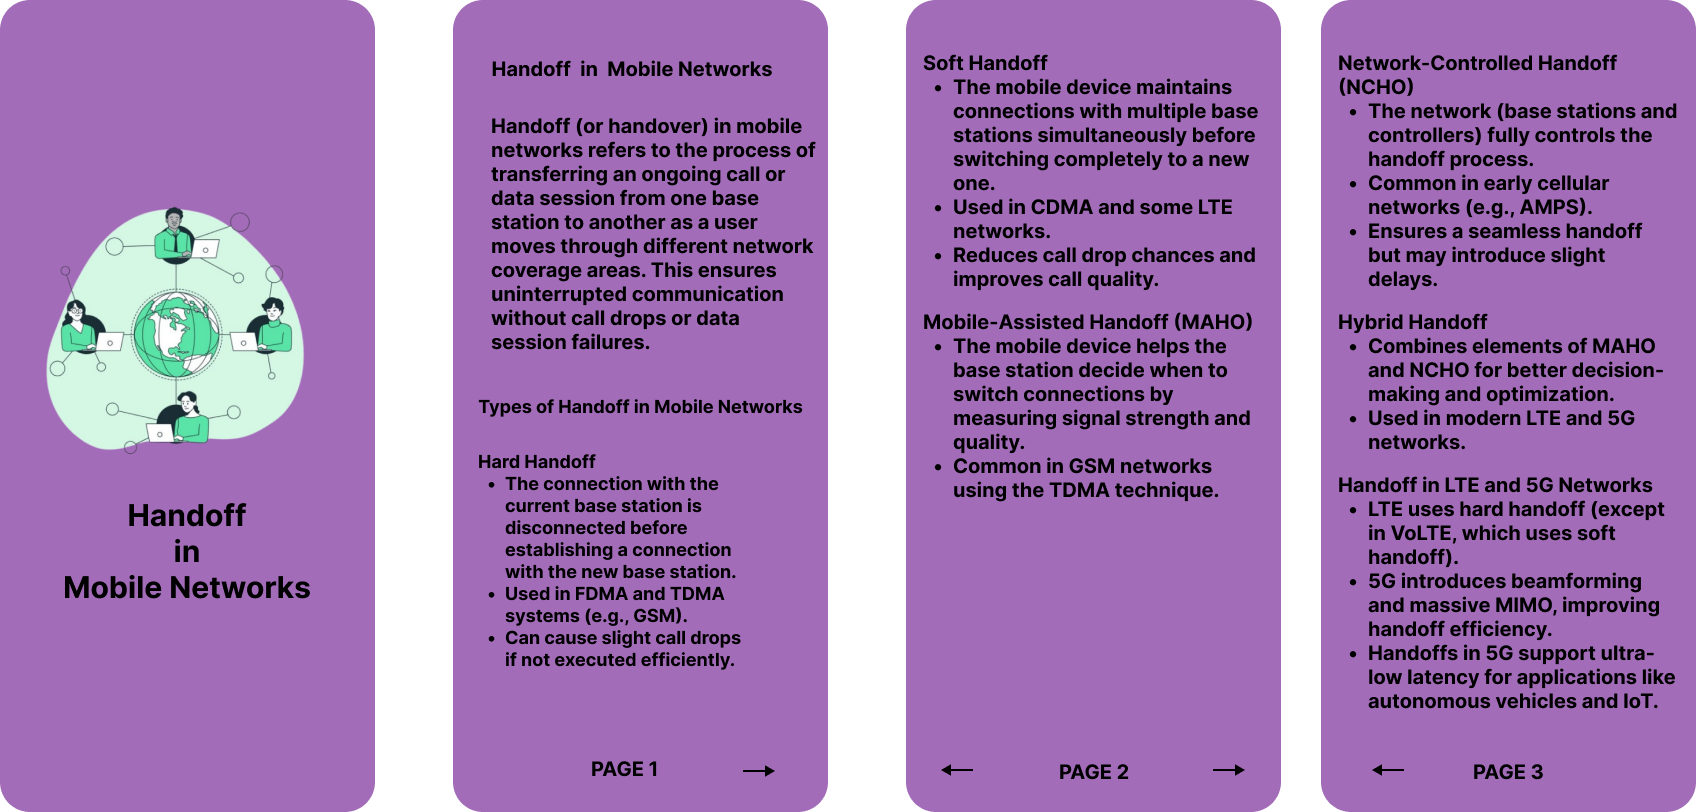 Handoff
in
Mobile Networks
Handoff in Mobile Networks
Handoff (or handover) in mobile
networks refers to the process of
transferring an ongoing call or
data session from one base
station to another as a user
moves through different network
coverage areas. This ensures
uninterrupted communication
without call drops or data
session failures.
Types of Handoff in Mobile Networks
Hard Handoff
• The connection with the
current base station is
disconnected before
establishing a connection
with the new base station.
• Used in FDMA and TDMA
systems (e.g., GSM).
• Can cause slight call drops
if not executed efficiently.
PAGE 1
Soft Handoff
• The mobile device maintains
connections with multiple base
stations simultaneously before
switching completely to a new
one.
• Used in CDMA and some LTE
networks.
• Reduces call drop chances and
improves call quality.
Mobile-Assisted Handoff (MAHO)
• The mobile device helps the
base station decide when to
switch connections by
measuring signal strength and
quality.
• Common in GSM networks
using the TDMA technique.
PAGE 2
Network-Controlled Handoff
(NCHO)
• The network (base stations and
controllers) fully controls the
handoff process.
• Common in early cellular
networks (e.g., AMPS).
• Ensures a seamless handoff
but may introduce slight
delays.
Hybrid Handoff
• Combines elements of MAHO
and NCHO for better decision-
making and optimization.
• Used in modern LTE and 5G
networks.
Handoff in LTE and 5G Networks
• LTE uses hard handoff (except
in VoLTE, which uses soft
handoff).
• 5G introduces beamforming
and massive MIMO, improving
handoff efficiency.
• Handoffs in 5G support ultra-
low latency for applications like
autonomous vehicles and IoT.
PAGE 3